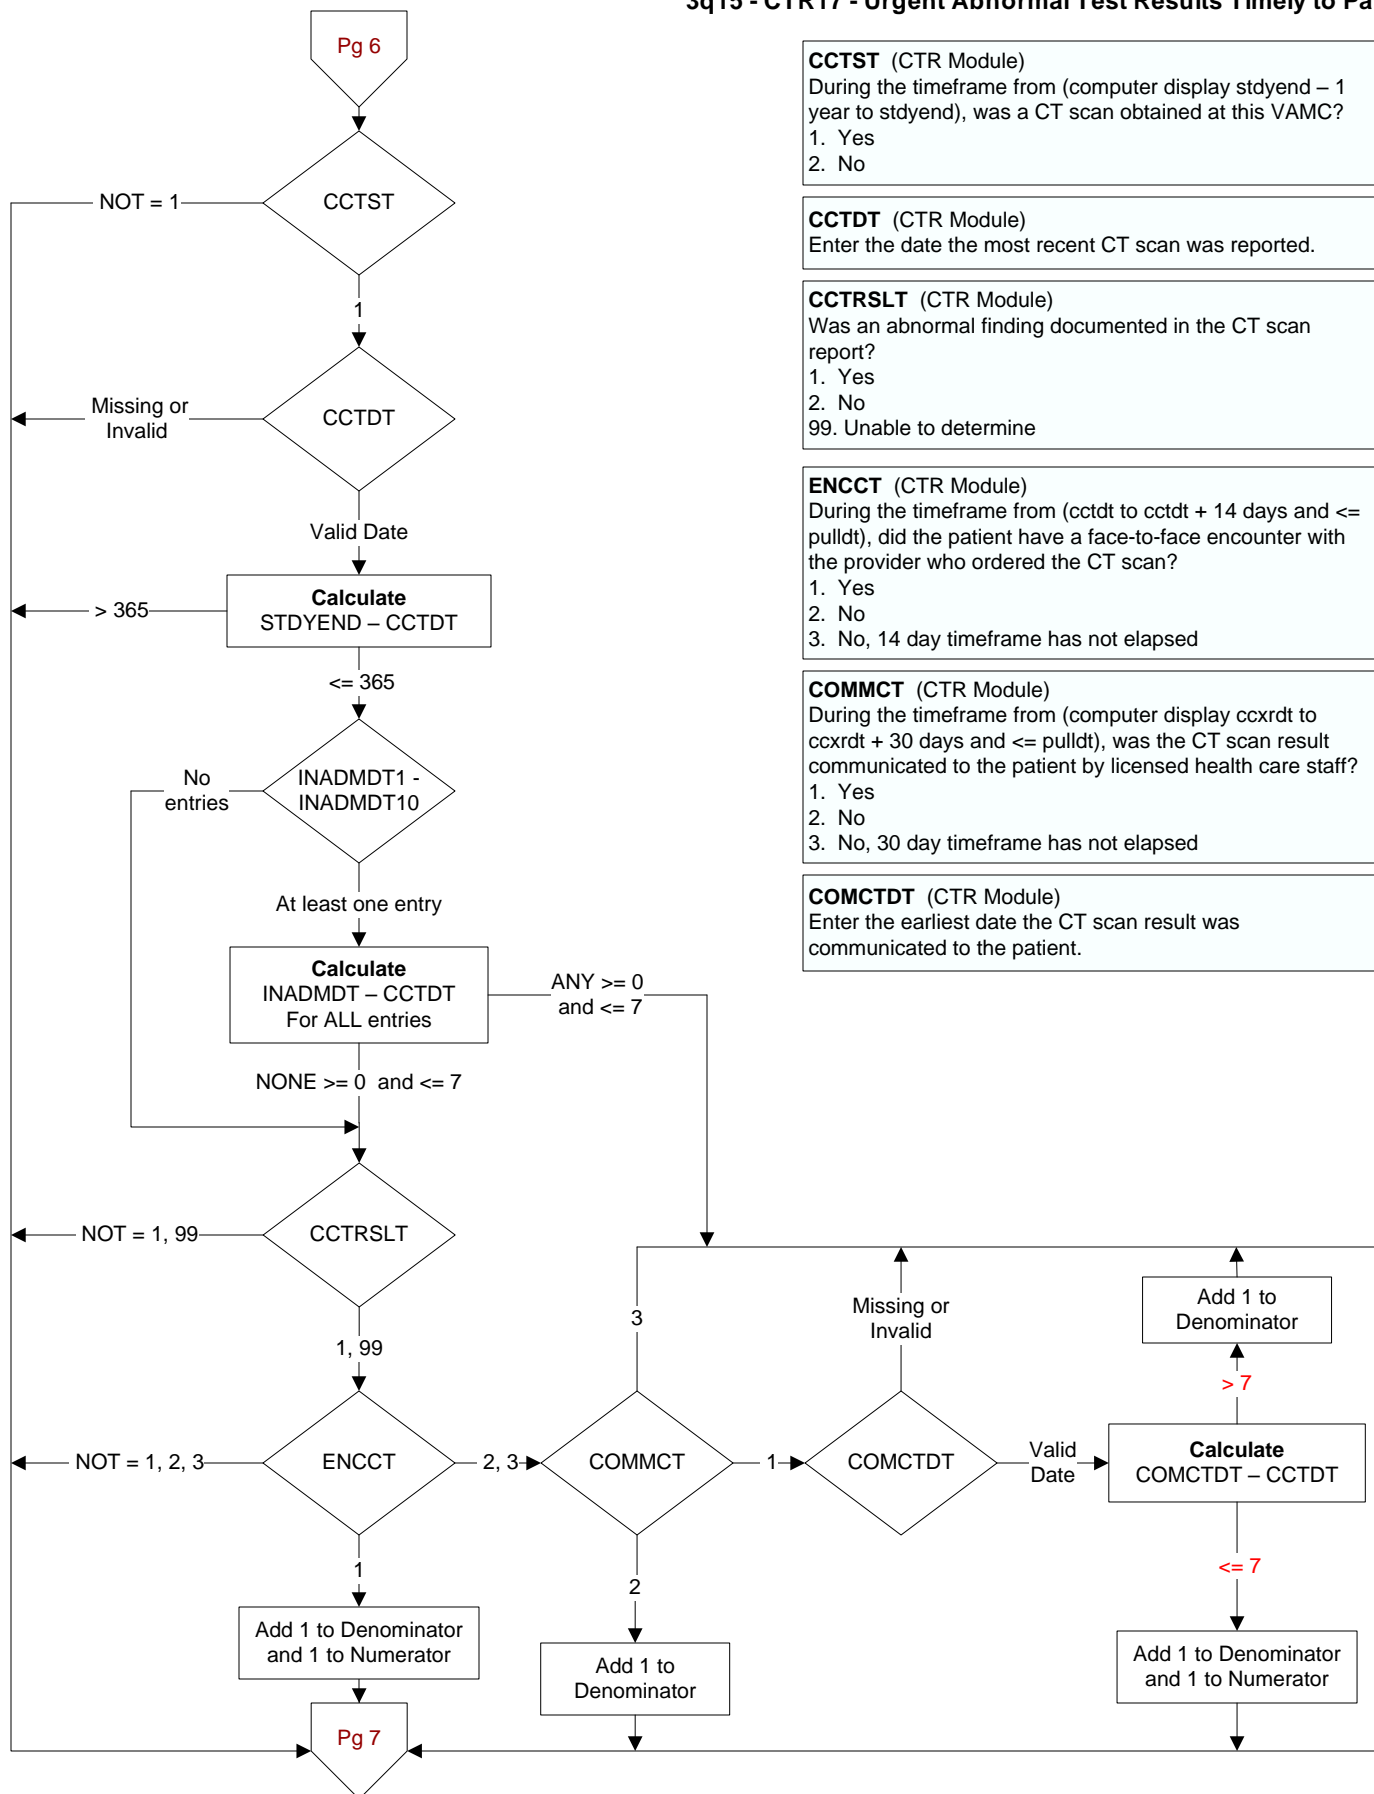 3q15 - CTR17 - Urgent Abnormal Test Results Timely to Pa
Pg 6
CCTST (CTR Module)
During the timeframe from (computer display stdyend – 1
year to stdyend), was a CT scan obtained at this VAMC?
1. Yes
2. No
CCTDT (CTR Module)
Enter the date the most recent CT scan was reported.
CCTRSLT (CTR Module)
Was an abnormal finding documented in the CT scan
report?
1. Yes
2. No
99. Unable to determine
ENCCT (CTR Module)
During the timeframe from (cctdt to cctdt + 14 days and <=
pulldt), did the patient have a face-to-face encounter with
the provider who ordered the CT scan?
1. Yes
2. No
3. No, 14 day timeframe has not elapsed
COMMCT (CTR Module)
During the timeframe from (computer display ccxrdt to
ccxrdt + 30 days and <= pulldt), was the CT scan result
communicated to the patient by licensed health care staff?
1. Yes
2. No
3. No, 30 day timeframe has not elapsed
COMCTDT (CTR Module)
Enter the earliest date the CT scan result was
communicated to the patient.
NOT = 1
CCTST
1
Missing or
Invalid
CCTDT
Valid Date
> 365
Calculate
STDYEND – CCTDT
<= 365
No
entries
INADMDT1 -
INADMDT10
At least one entry
Calculate
INADMDT – CCTDT
For ALL entries
ANY >= 0
and <= 7
NONE >= 0 and <= 7
NOT = 1, 99
CCTRSLT
1, 99
3
Missing or
Invalid
Add 1 to
Denominator
> 7
NOT = 1, 2, 3
ENCCT
2, 3
COMMCT
1
COMCTDT
Valid
Date
Calculate
COMCTDT – CCTDT
1
2
<= 7
Add 1 to Denominator
and 1 to Numerator
Add 1 to
Denominator
Add 1 to Denominator
and 1 to Numerator
Pg 7